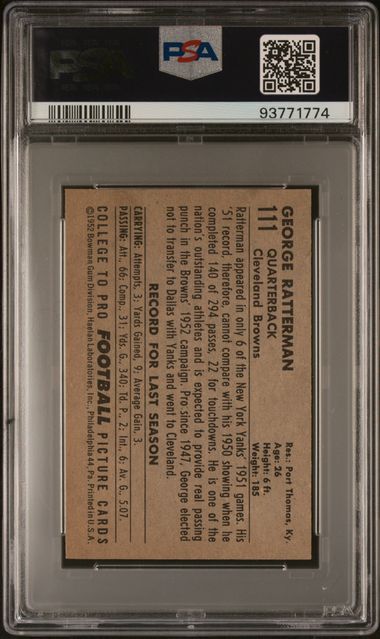 PSA
PSA
93771774
GEORGE RATTERMAN
111
QUARTERBACK
Cleveland Browns
Res.: Port Thomas, Ky.
Age: 26
Height: 6 ft.
Weight: 185
Ratterman appeared in only 6 of the New York Yanks' 1951 games. His
'51 record, therefore, cannot compare with his 1950 showing when he
completed 140 of 294 passes, 22 for touchdowns. He is one of the
nation's outstanding athletes and is expected to provide real passing
punch in the Browns' 1952 campaign. Pro since 1947, George elected
not to transfer to Dallas with Yanks and went to Cleveland.
RECORD FOR LAST SEASON
CARRYING: Attempts, 3; Yards Gained, 9; Average Gain, 3.
PASSING: Att., 66; Comp., 31; Yds. G., 340; Td. P., 2; Int., 6; Av. G., 5.07.
COLLEGE TO PRO FOOTBALL PICTURE CARDS
©1952 Bowman Gum Division, Haelan Laboratories, Inc., Philadelphia 44, Pa. Printed in U.S.A.
PSA